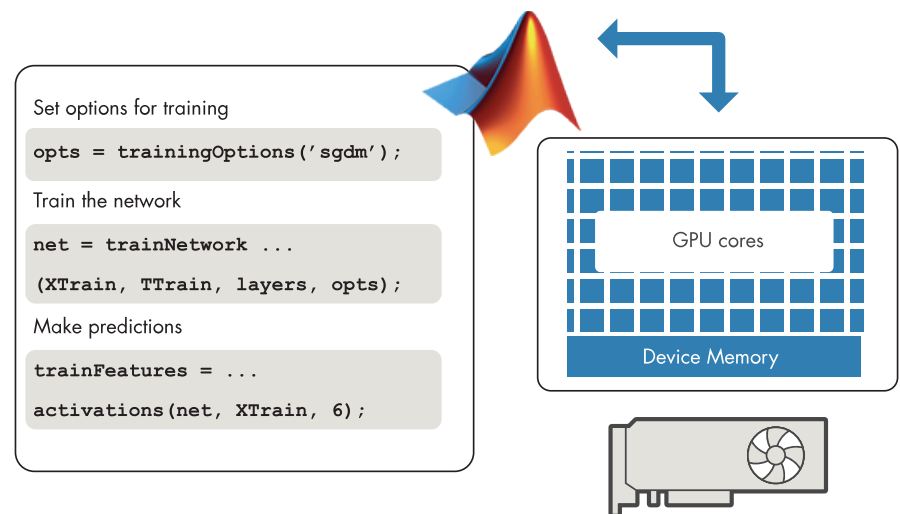 Set options for training
opts = trainingOptions('sgdm');
Train the network
net = trainNetwork ...
(XTrain, TTrain, layers, opts);
Make predictions
trainFeatures = ...
activations(net, XTrain, 6);
GPU cores
Device Memory